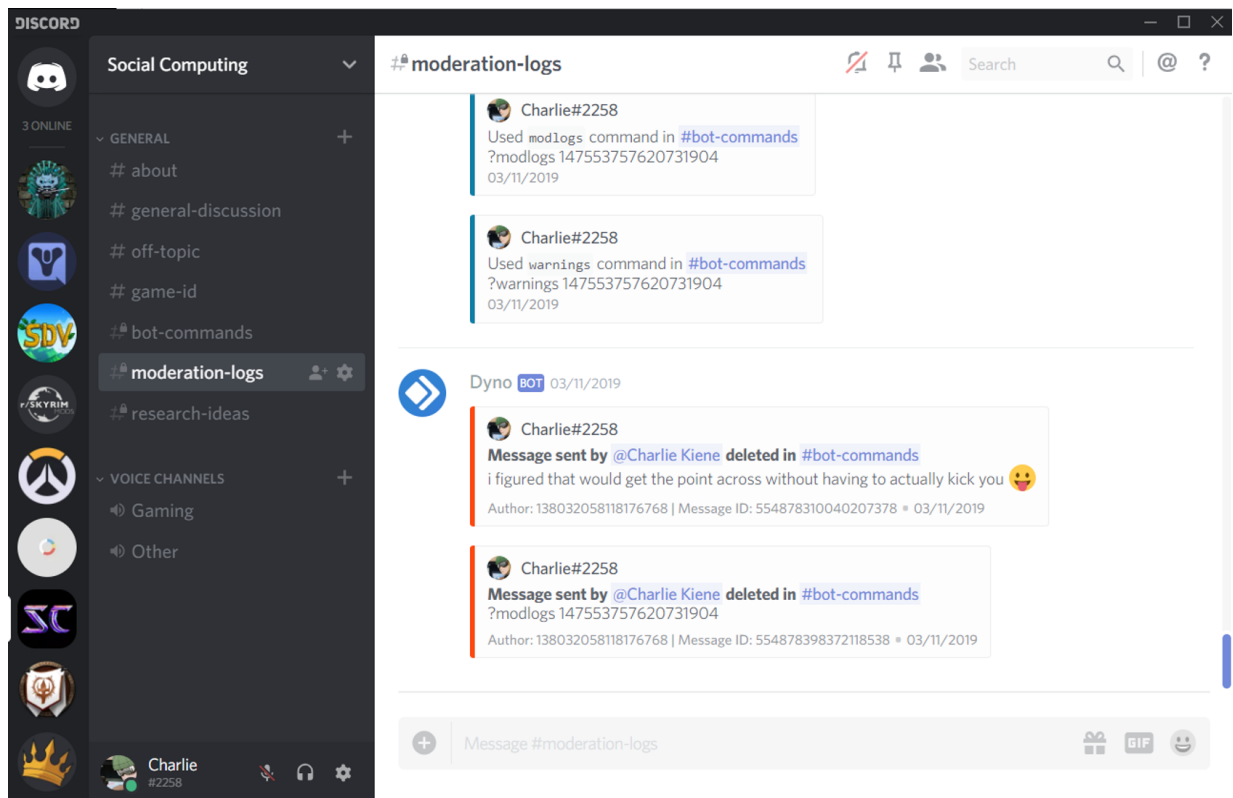 DISCORD
3 ONLINE
SDV
r/SKYRIM
MODS
SC
Social Computing
GENERAL
# about
# general-discussion
# off-topic
# game-id
# bot-commands
# moderation-logs
# research-ideas
VOICE CHANNELS
Gaming
Other
Charlie
#2258
# moderation-logs
Search
@ ?
Charlie#2258
Used modlogs command in #bot-commands
?modlogs 147553757620731904
03/11/2019
Charlie#2258
Used warnings command in #bot-commands
?warnings 147553757620731904
03/11/2019
Dyno BOT 03/11/2019
Charlie#2258
Message sent by @Charlie Kiene deleted in #bot-commands
i figured that would get the point across without having to actually kick you 😛
Author: 138032058118176768 | Message ID: 554878310040207378 • 03/11/2019
Charlie#2258
Message sent by @Charlie Kiene deleted in #bot-commands
?modlogs 147553757620731904
Author: 138032058118176768 | Message ID: 554878398372118538 • 03/11/2019
Message #moderation-logs
GIF